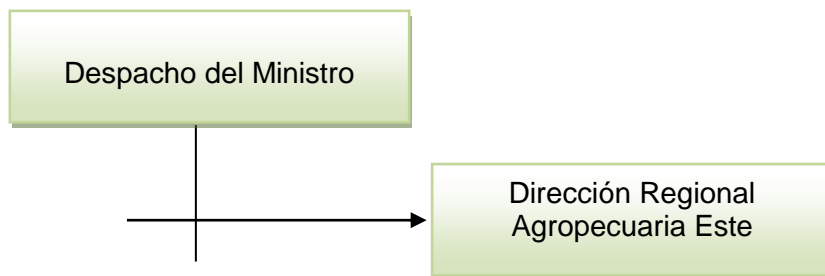 Despacho del Ministro
Dirección Regional
Agropecuaria Este